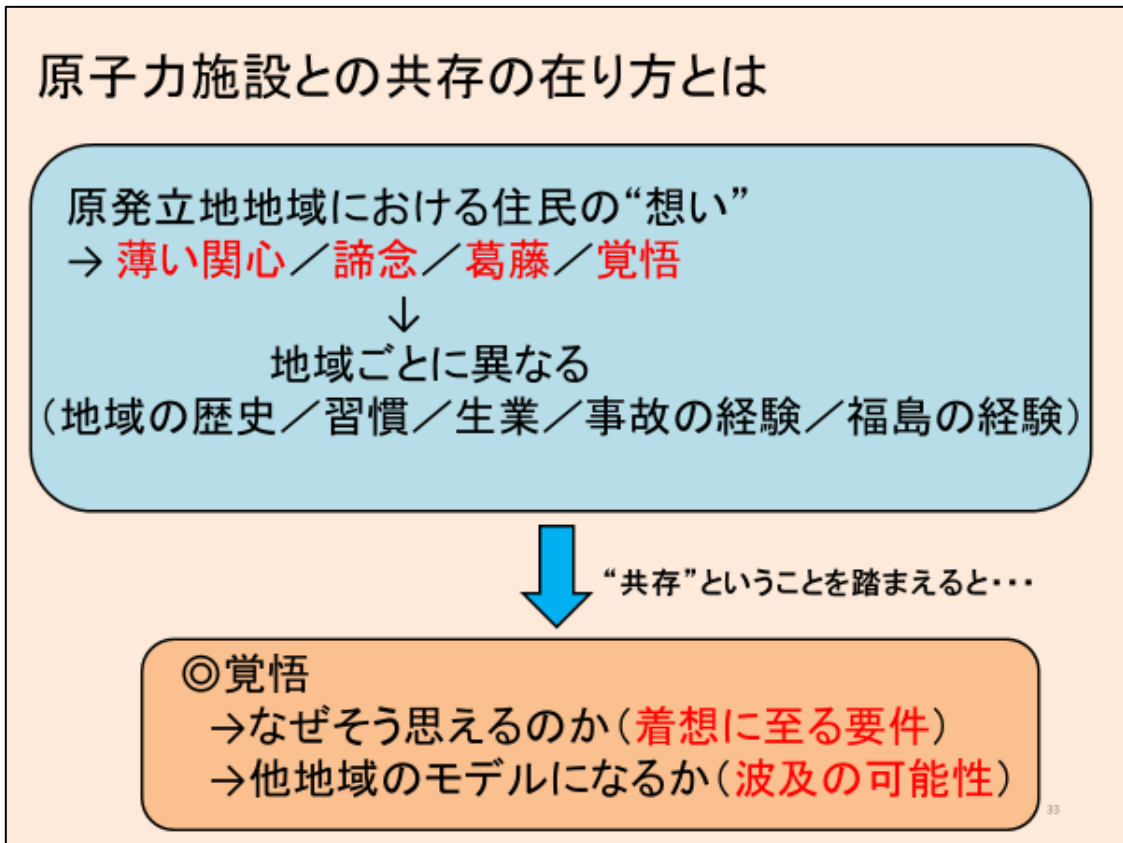 原子力施設との共存の在り方とは
原発立地地域における住民の“想い”
→ 薄い関心／諦念／葛藤／覚悟
↓
地域ごとに異なる
（地域の歴史／習慣／生業／事故の経験／福島の経験）
“共存”ということを踏まえると・・・
◎覚悟
→なぜそう思えるのか（着想に至る要件）
→他地域のモデルになるか（波及の可能性）
33